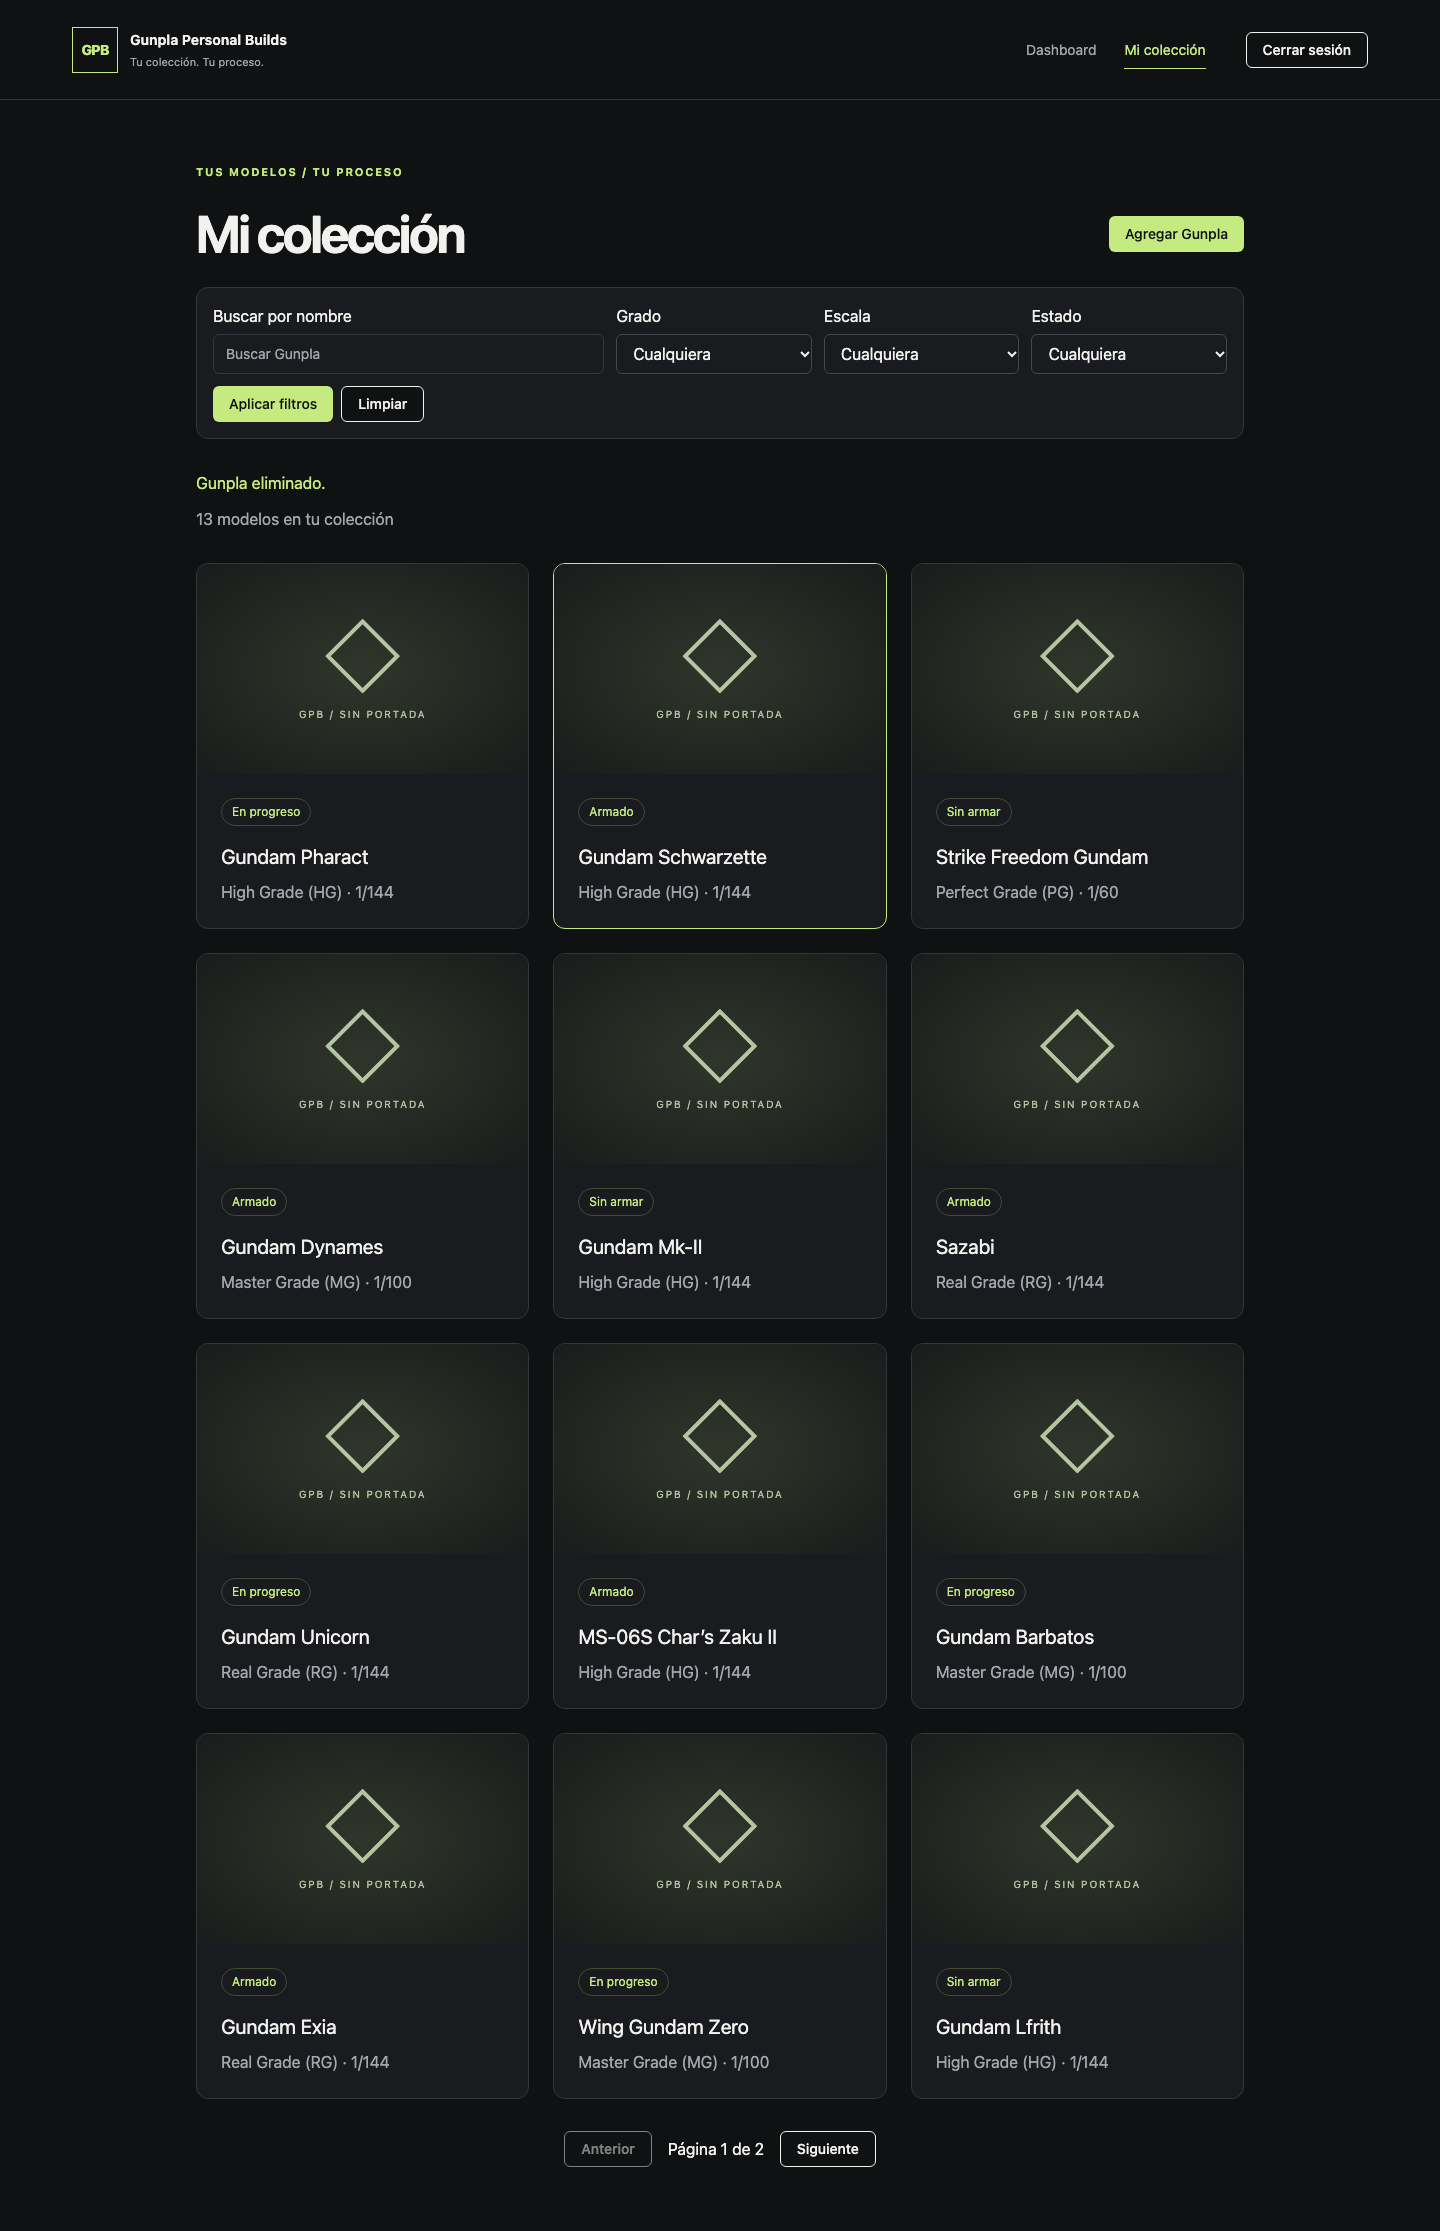 GPB
Gunpla Personal Builds
Tu colección. Tu proceso.
Dashboard
Mi colección
Cerrar sesión
TUS MODELOS / TU PROCESO
Mi colección
Agregar Gunpla
Buscar por nombre
Grado
Escala
Estado
Buscar Gunpla
Cualquiera
Cualquiera
Cualquiera
Aplicar filtros
Limpiar
Gunpla eliminado.
13 modelos en tu colección
GPB / SIN PORTADA
En progreso
Gundam Pharact
High Grade (HG) · 1/144
GPB / SIN PORTADA
Armado
Gundam Schwarzette
High Grade (HG) · 1/144
GPB / SIN PORTADA
Sin armar
Strike Freedom Gundam
Perfect Grade (PG) · 1/60
GPB / SIN PORTADA
Armado
Gundam Dynames
Master Grade (MG) · 1/100
GPB / SIN PORTADA
Sin armar
Gundam Mk-II
High Grade (HG) · 1/144
GPB / SIN PORTADA
Armado
Sazabi
Real Grade (RG) · 1/144
GPB / SIN PORTADA
En progreso
Gundam Unicorn
Real Grade (RG) · 1/144
GPB / SIN PORTADA
Armado
MS-06S Char’s Zaku II
High Grade (HG) · 1/144
GPB / SIN PORTADA
En progreso
Gundam Barbatos
Master Grade (MG) · 1/100
GPB / SIN PORTADA
Armado
Gundam Exia
Real Grade (RG) · 1/144
GPB / SIN PORTADA
En progreso
Wing Gundam Zero
Master Grade (MG) · 1/100
GPB / SIN PORTADA
Sin armar
Gundam Lfrith
High Grade (HG) · 1/144
Anterior
Página 1 de 2
Siguiente